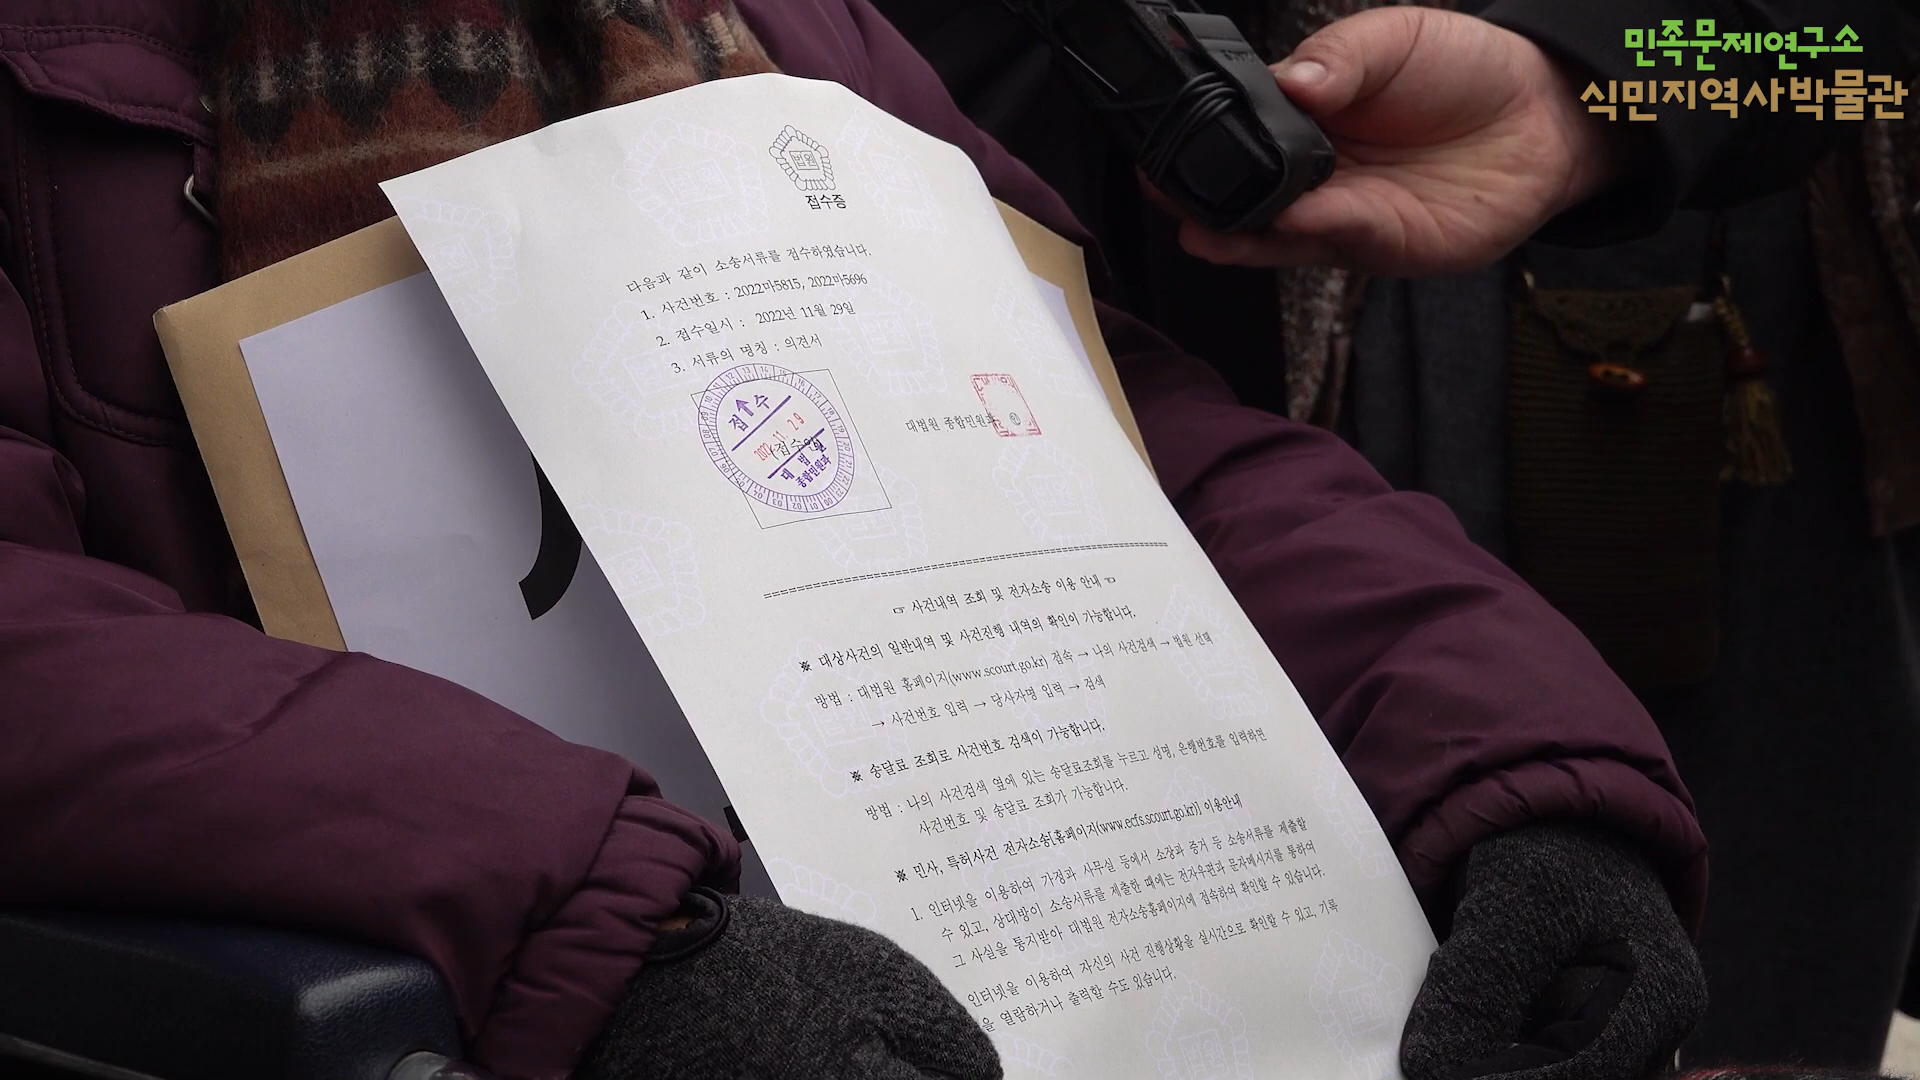 민족문제연구소
식민지역사박물관
법원
접수증
다음과 같이 소송서류를 접수하였습니다.
1. 사건번호 : 2022마5815, 2022마5696
2. 접수일시 : 2022년 11월 29일
3. 서류의 명칭 : 의견서
접수
2022. 11. 29
(접수인)
대법원
종합민원과
대법원 종합민원과
==========
☞ 사건내역 조회 및 전자소송 이용 안내 ☜
※ 대상사건의 일반내역 및 사건진행 내역의 확인이 가능합니다.
방법 : 대법원 홈페이지(www.scourt.go.kr) 접속 → 나의 사건검색 → 법원 선택
→ 사건번호 입력 → 당사자명 입력 → 검색
※ 송달료 조회로 사건번호 검색이 가능합니다.
방법 : 나의 사건검색 옆에 있는 송달료조회를 누르고 성명, 은행번호를 입력하면
사건번호 및 송달료 조회가 가능합니다.
※ 민사, 특허사건 전자소송[홈페이지(www.ecfs.scourt.go.kr)] 이용안내
1. 인터넷을 이용하여 가정과 사무실 등에서 소장과 증거 등 소송서류를 제출할
수 있고, 상대방이 소송서류를 제출한 때에는 전자우편과 문자메시지를 통하여
그 사실을 통지받아 대법원 전자소송홈페이지에 접속하여 확인할 수 있습니다.
인터넷을 이용하여 자신의 사건 진행상황을 실시간으로 확인할 수 있고, 기록
을 열람하거나 출력할 수도 있습니다.